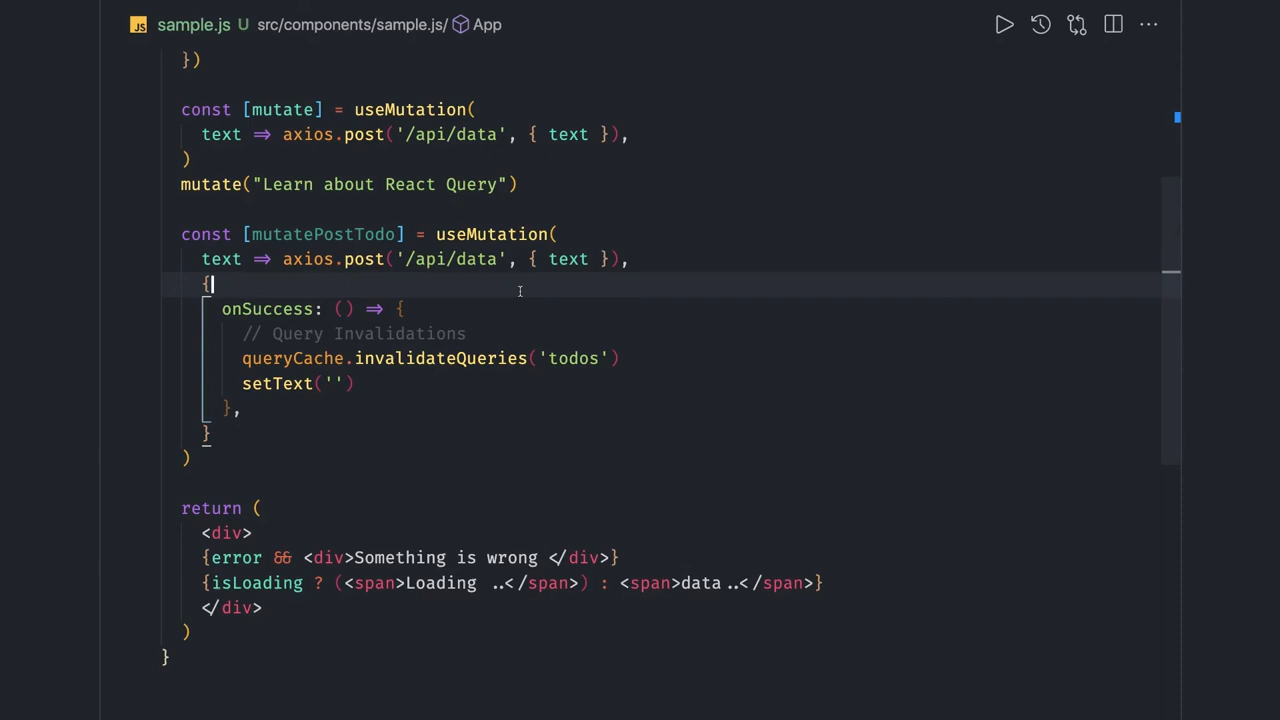 JS sample.js U src/components/sample.js/ App
})
const [mutate] = useMutation(
text => axios.post('/api/data', { text }),
)
mutate("Learn about React Query")
const [mutatePostTodo] = useMutation(
text => axios.post('/api/data', { text }),
{
onSuccess: () => {
// Query Invalidations
queryCache.invalidateQueries('todos')
setText('')
},
}
)
return (
<div>
{error && <div>Something is wrong </div>}
{isLoading ? (<span>Loading ..</span>) : <span>data..</span>}
</div>
)
}